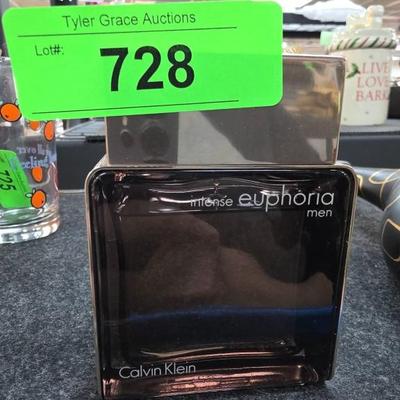 Tyler Grace Auctions
Lot#:
728
LIVE
LOVE
BARK
725
intense euphoria
men
Calvin Klein